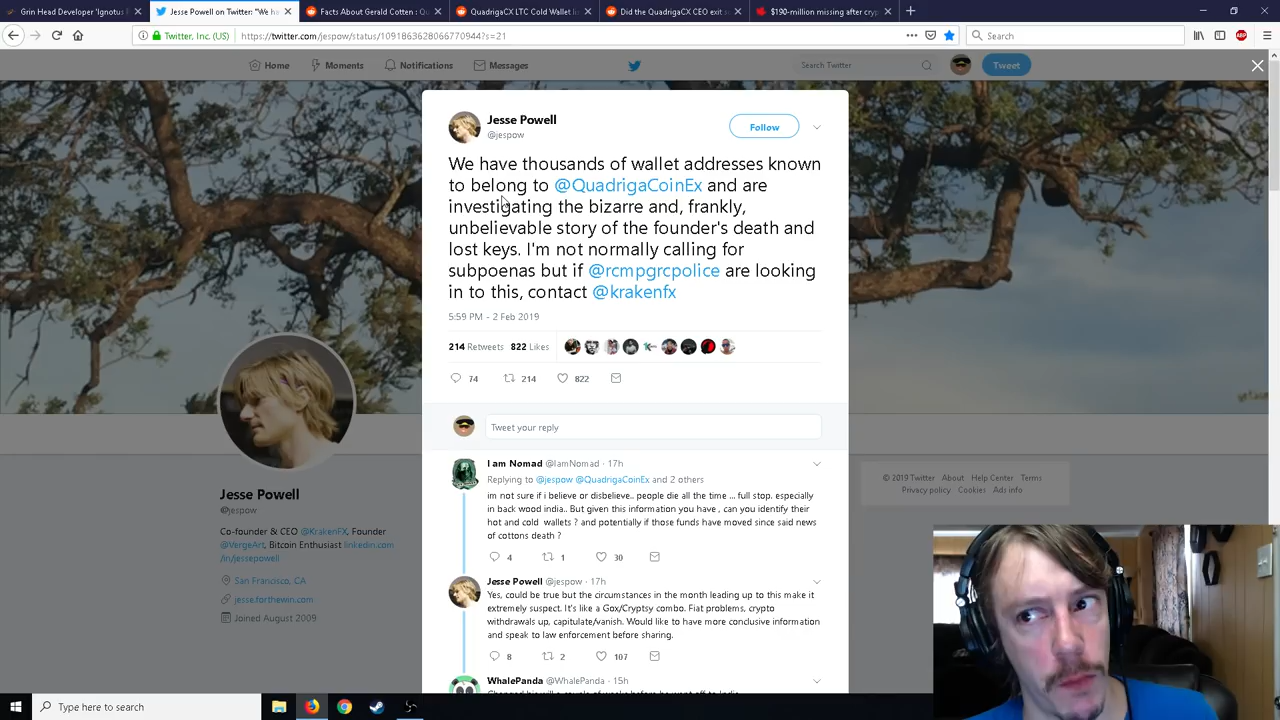 Grin Head Developer 'Ignotus P
Jesse Powell on Twitter: "We h
Facts About Gerald Cotten : Qu
QuadrigaCX LTC Cold Wallet I
Did the QuadrigaCX CEO exit s
$190-million missing after cryp
Twitter, Inc. (US)
https://twitter.com/jespow/status/1091863628066770944?s=21
Search
Home
Moments
Notifications
Messages
Search Twitter
Tweet
Jesse Powell
@jespow
Follow
We have thousands of wallet addresses known
to belong to @QuadrigaCoinEx and are
investigating the bizarre and, frankly,
unbelievable story of the founder's death and
lost keys. I'm not normally calling for
subpoenas but if @rcmpgrcpolice are looking
in to this, contact @krakenfx
5:59 PM - 2 Feb 2019
214 Retweets 822 Likes
74 214 822
Tweet your reply
I am Nomad @IamNomad · 17h
Replying to @jespow @QuadrigaCoinEx and 2 others
im not sure if i believe or disbelieve.. people die all the time ... full stop. especially
in back wood india.. But given this information you have , can you identify their
hot and cold wallets ? and potentially if those funds have moved since said news
of cottons death ?
4 1 30
Jesse Powell @jespow · 17h
Yes, could be true but the circumstances in the month leading up to this make it
extremely suspect. It's like a Gox/Cryptsy combo. Fiat problems, crypto
withdrawals up, capitulate/vanish. Would like to have more conclusive information
and speak to law enforcement before sharing.
8 2 107
WhalePanda @WhalePanda · 15h
Jesse Powell
@jespow
Co-founder & CEO @KrakenFX, Founder
@VergeArt, Bitcoin Enthusiast linkedin.com
/in/jessepowell
San Francisco, CA
jesse.forthewin.com
Joined August 2009
© 2019 Twitter About Help Center Terms
Privacy policy Cookies Ads info
Type here to search